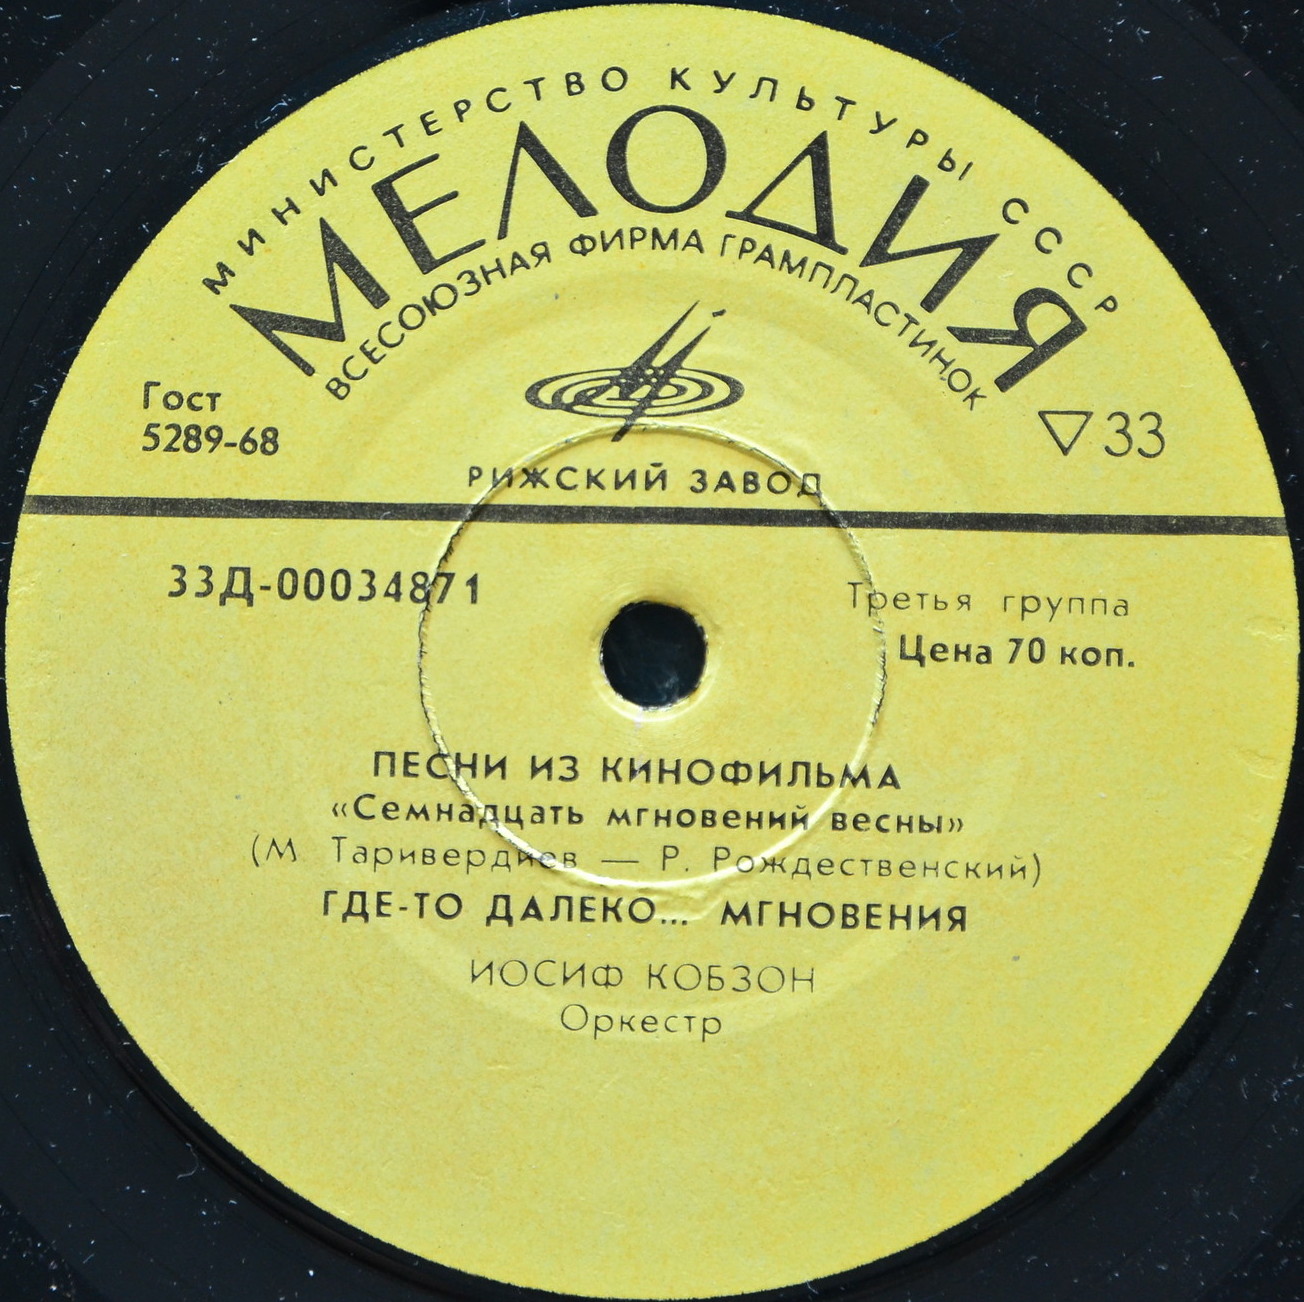 МИНИСТЕРСТВО КУЛЬТУРЫ СССР
МЕЛОДИЯ
ВСЕСОЮЗНАЯ ФИРМА ГРАМПЛАСТИНОК
Гост
5289-68
▽33
РИЖСКИЙ ЗАВОД
33Д-00034871
Третья группа
Цена 70 коп.
ПЕСНИ ИЗ КИНОФИЛЬМА
«Семнадцать мгновений весны»
(М Таривердиев — Р. Рождественский)
ГДЕ-ТО ДАЛЕКО... МГНОВЕНИЯ
ИОСИФ КОБЗОН
Оркестр